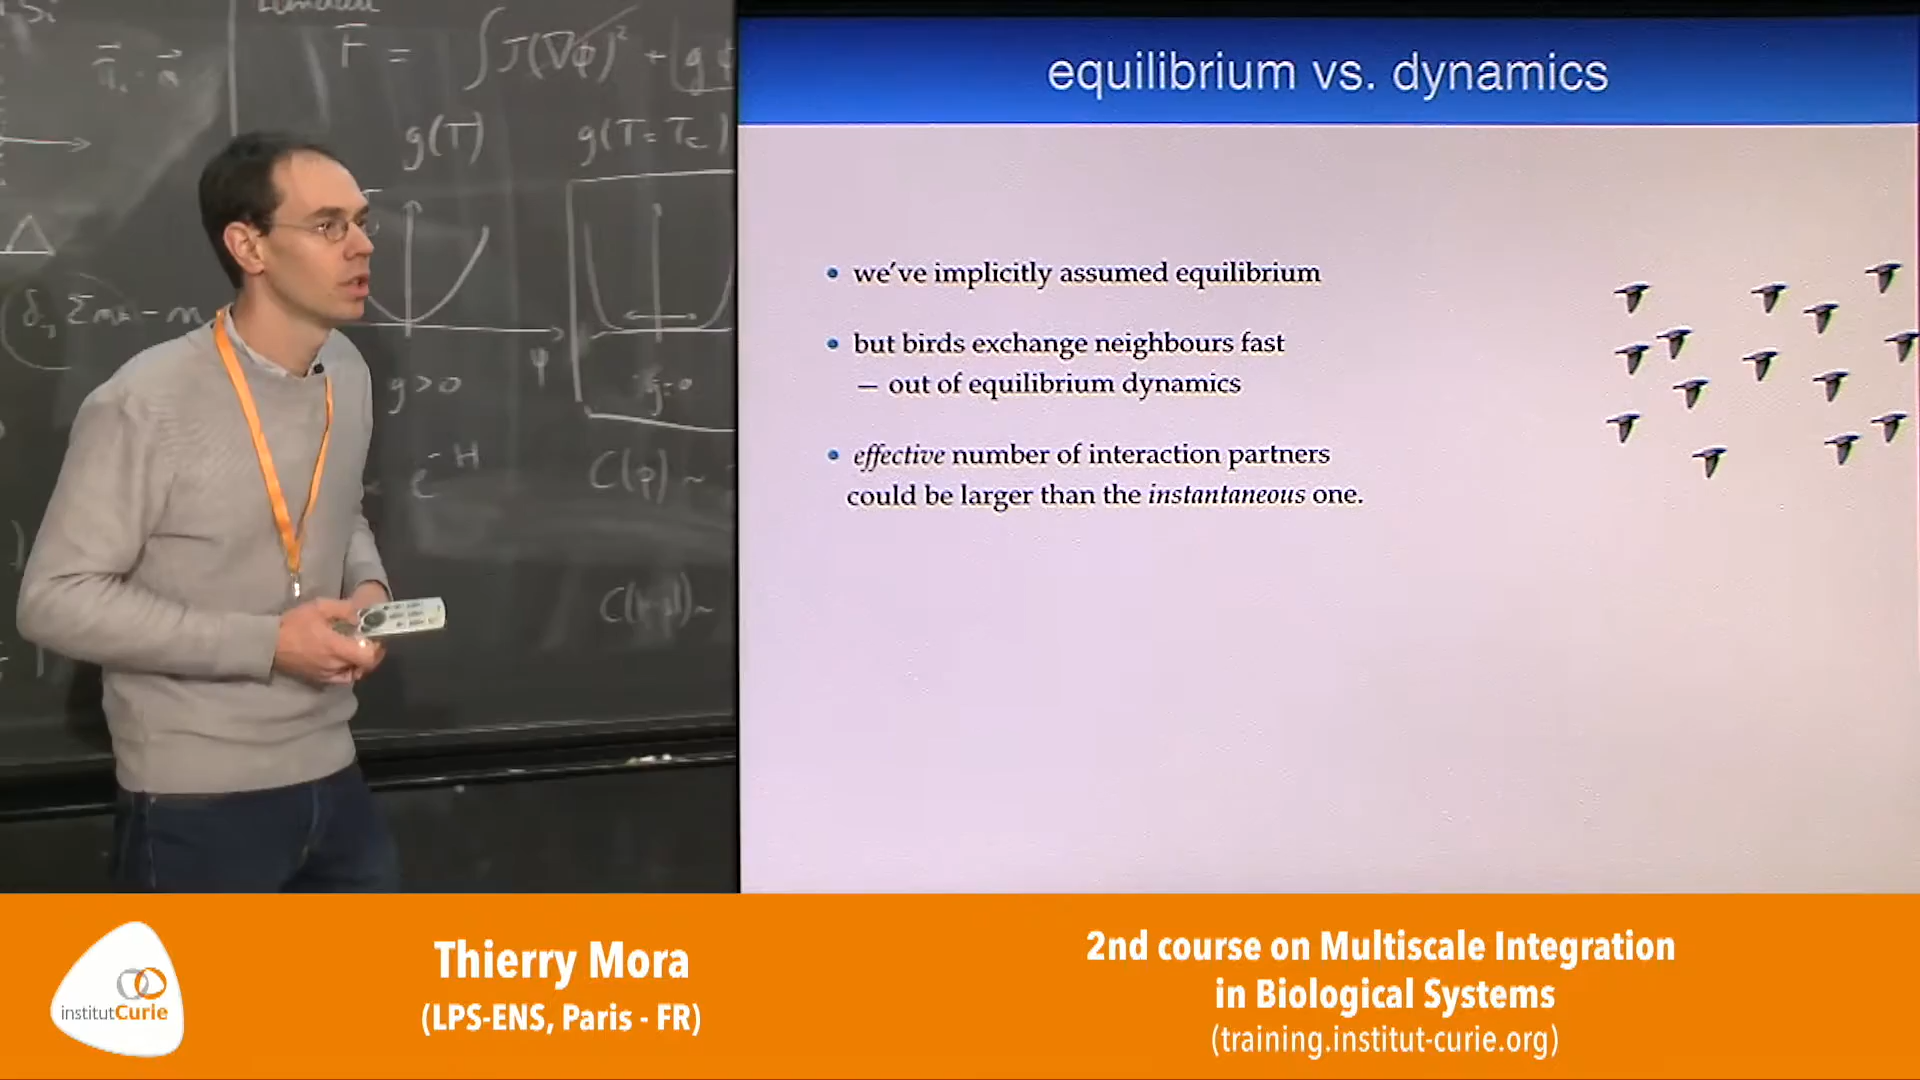 F = ∫ J(∇φ)² + g
g(T)
g(T=Tc)
δ, Σ
φ
g>0
g=0
e^-H
C(p) ~
equilibrium vs. dynamics
• we've implicitly assumed equilibrium
• but birds exchange neighbours fast
— out of equilibrium dynamics
• effective number of interaction partners
could be larger than the instantaneous one.
institutCurie
Thierry Mora
(LPS-ENS, Paris - FR)
2nd course on Multiscale Integration
in Biological Systems
(training.institut-curie.org)